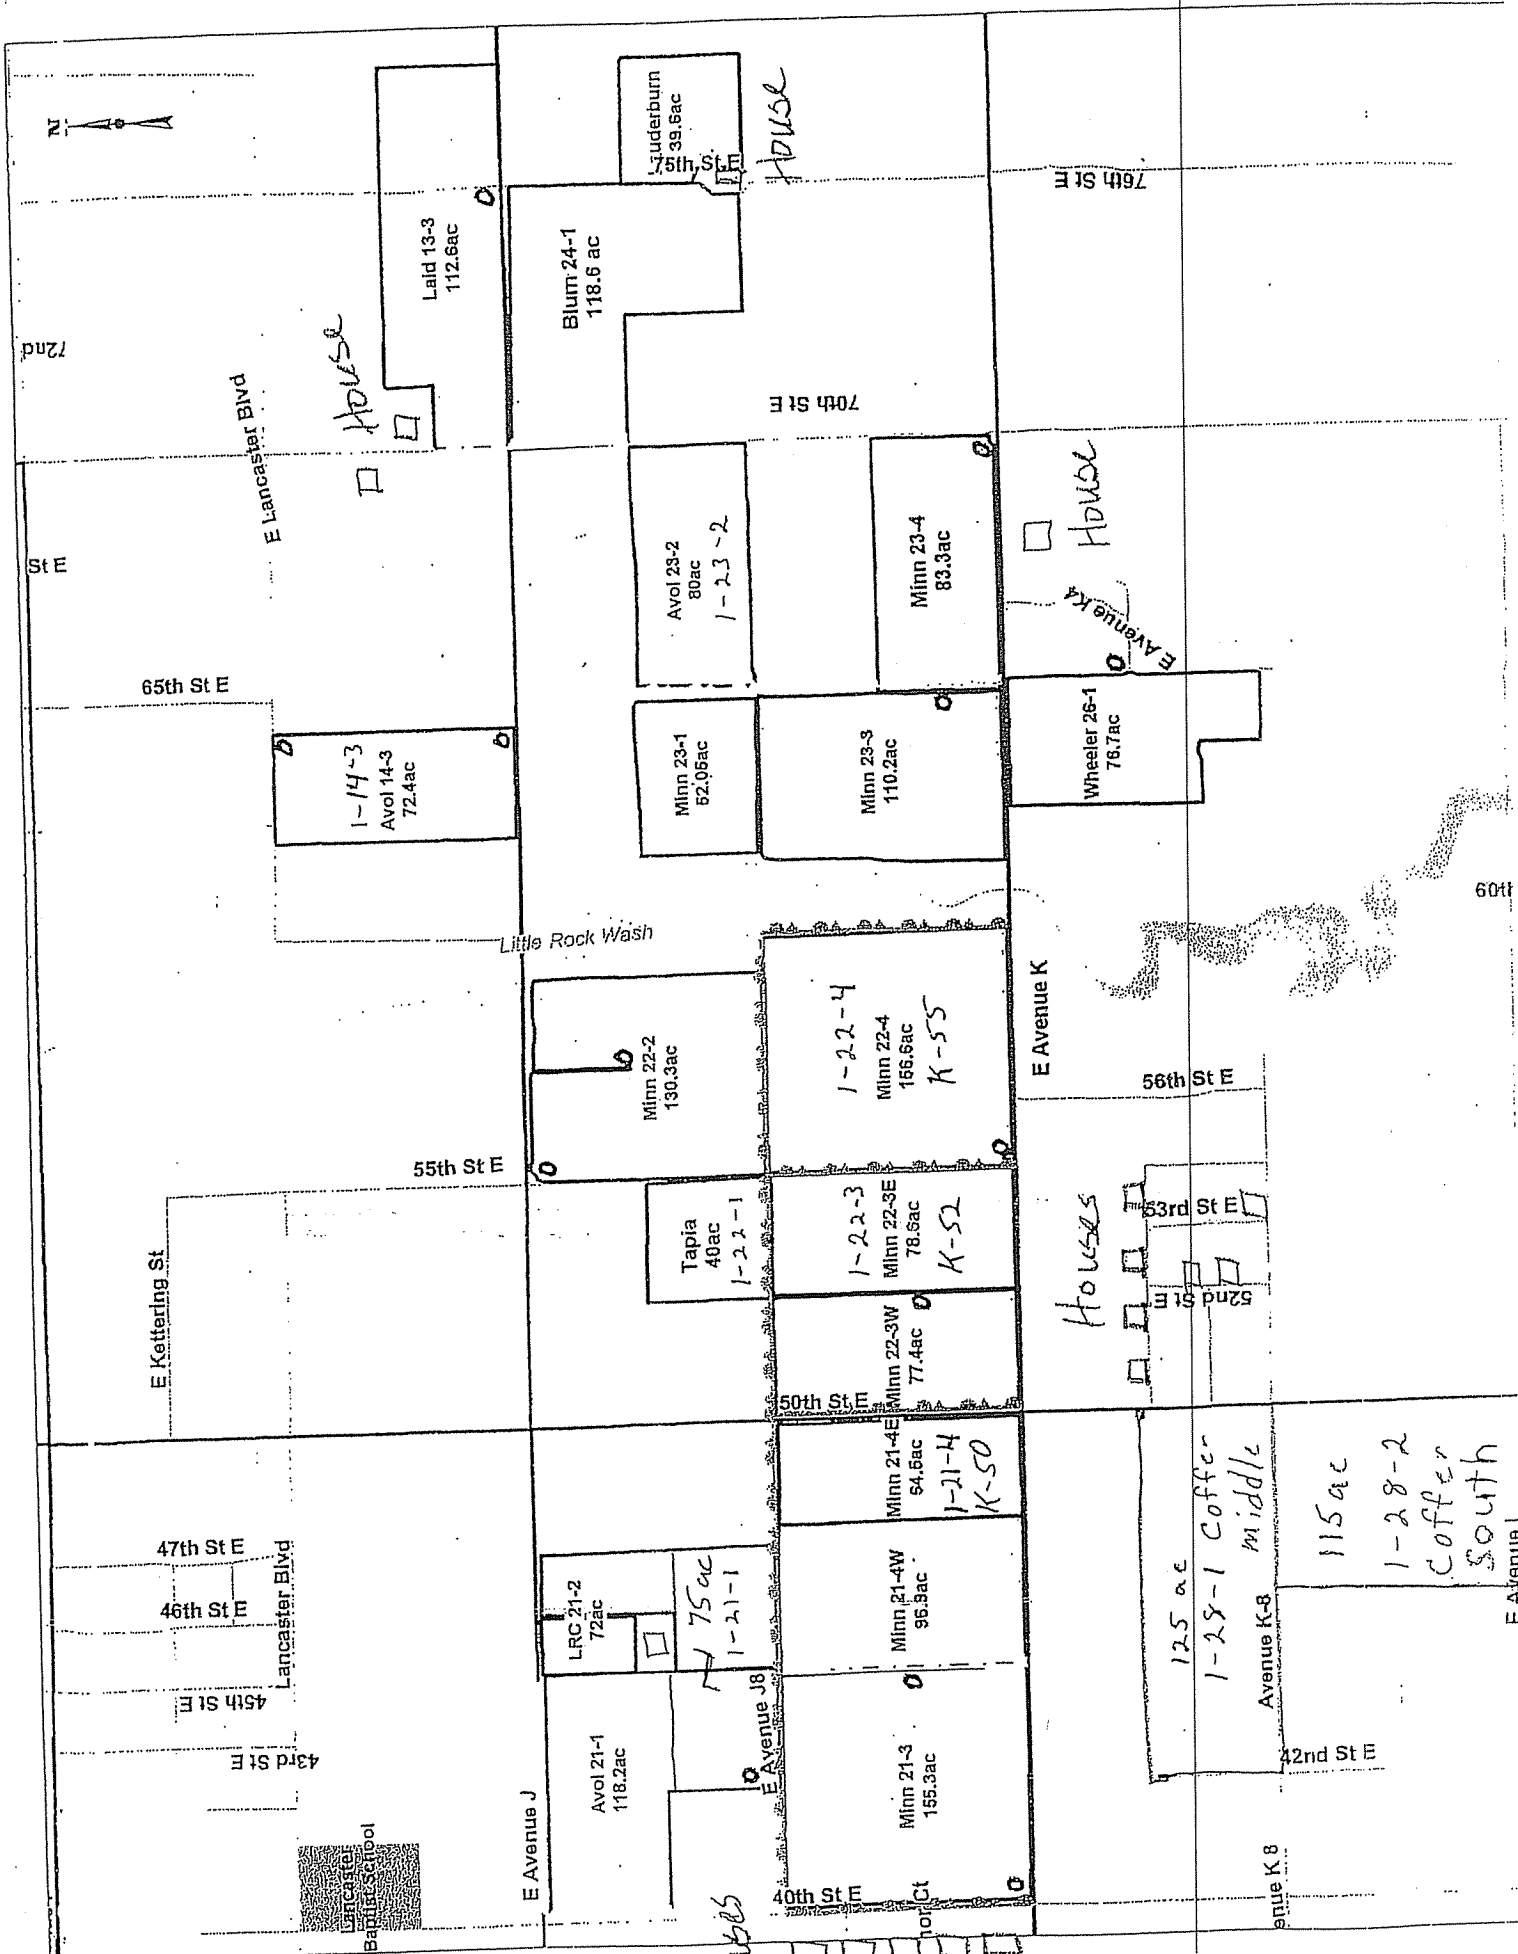 N
72nd
St E
E Lancaster Blvd
House
Laid 13-3
112.6ac
39.6ac
75th St E
House
Blum 24-1
118.6 ac
76th St E
70th St E
65th St E
1-14-3
Avol 14-3
72.4ac
Avol 23-2
80ac
1-23-2
Minn 23-4
83.3ac
House
E Avenue K4
Minn 23-1
52.05ac
Minn 23-3
110.2ac
Wheeler 26-1
76.7ac
Little Rock Wash
Minn 22-2
130.3ac
1-22-4
Minn 22-4
156.6ac
K-55
E Avenue K
56th St E
55th St E
E Kettering St
Tapia
40ac
1-22-1
1-22-3
Minn 22-3E
78.6ac
K-52
Houses
53rd St E
52nd St E
Minn 22-3W
77.4ac
50th St E
Minn 21-4E
64.6ac
1-21-4
K-50
47th St E
46th St E
Lancaster Blvd
45th St E
43rd St E
LRC 21-2
72ac
75ac
1-21-1
Minn 21-4W
96.9ac
125 ac
1-28-1 Coffer
middle
Avenue K-8
115ac
1-28-2
Coffer
South
E Avenue
42nd St E
Avol 21-1
118.2ac
E Avenue J8
Minn 21-3
155.3ac
E Avenue J
Lancaster
Baptist School
40th St E
Ct
enue K 8